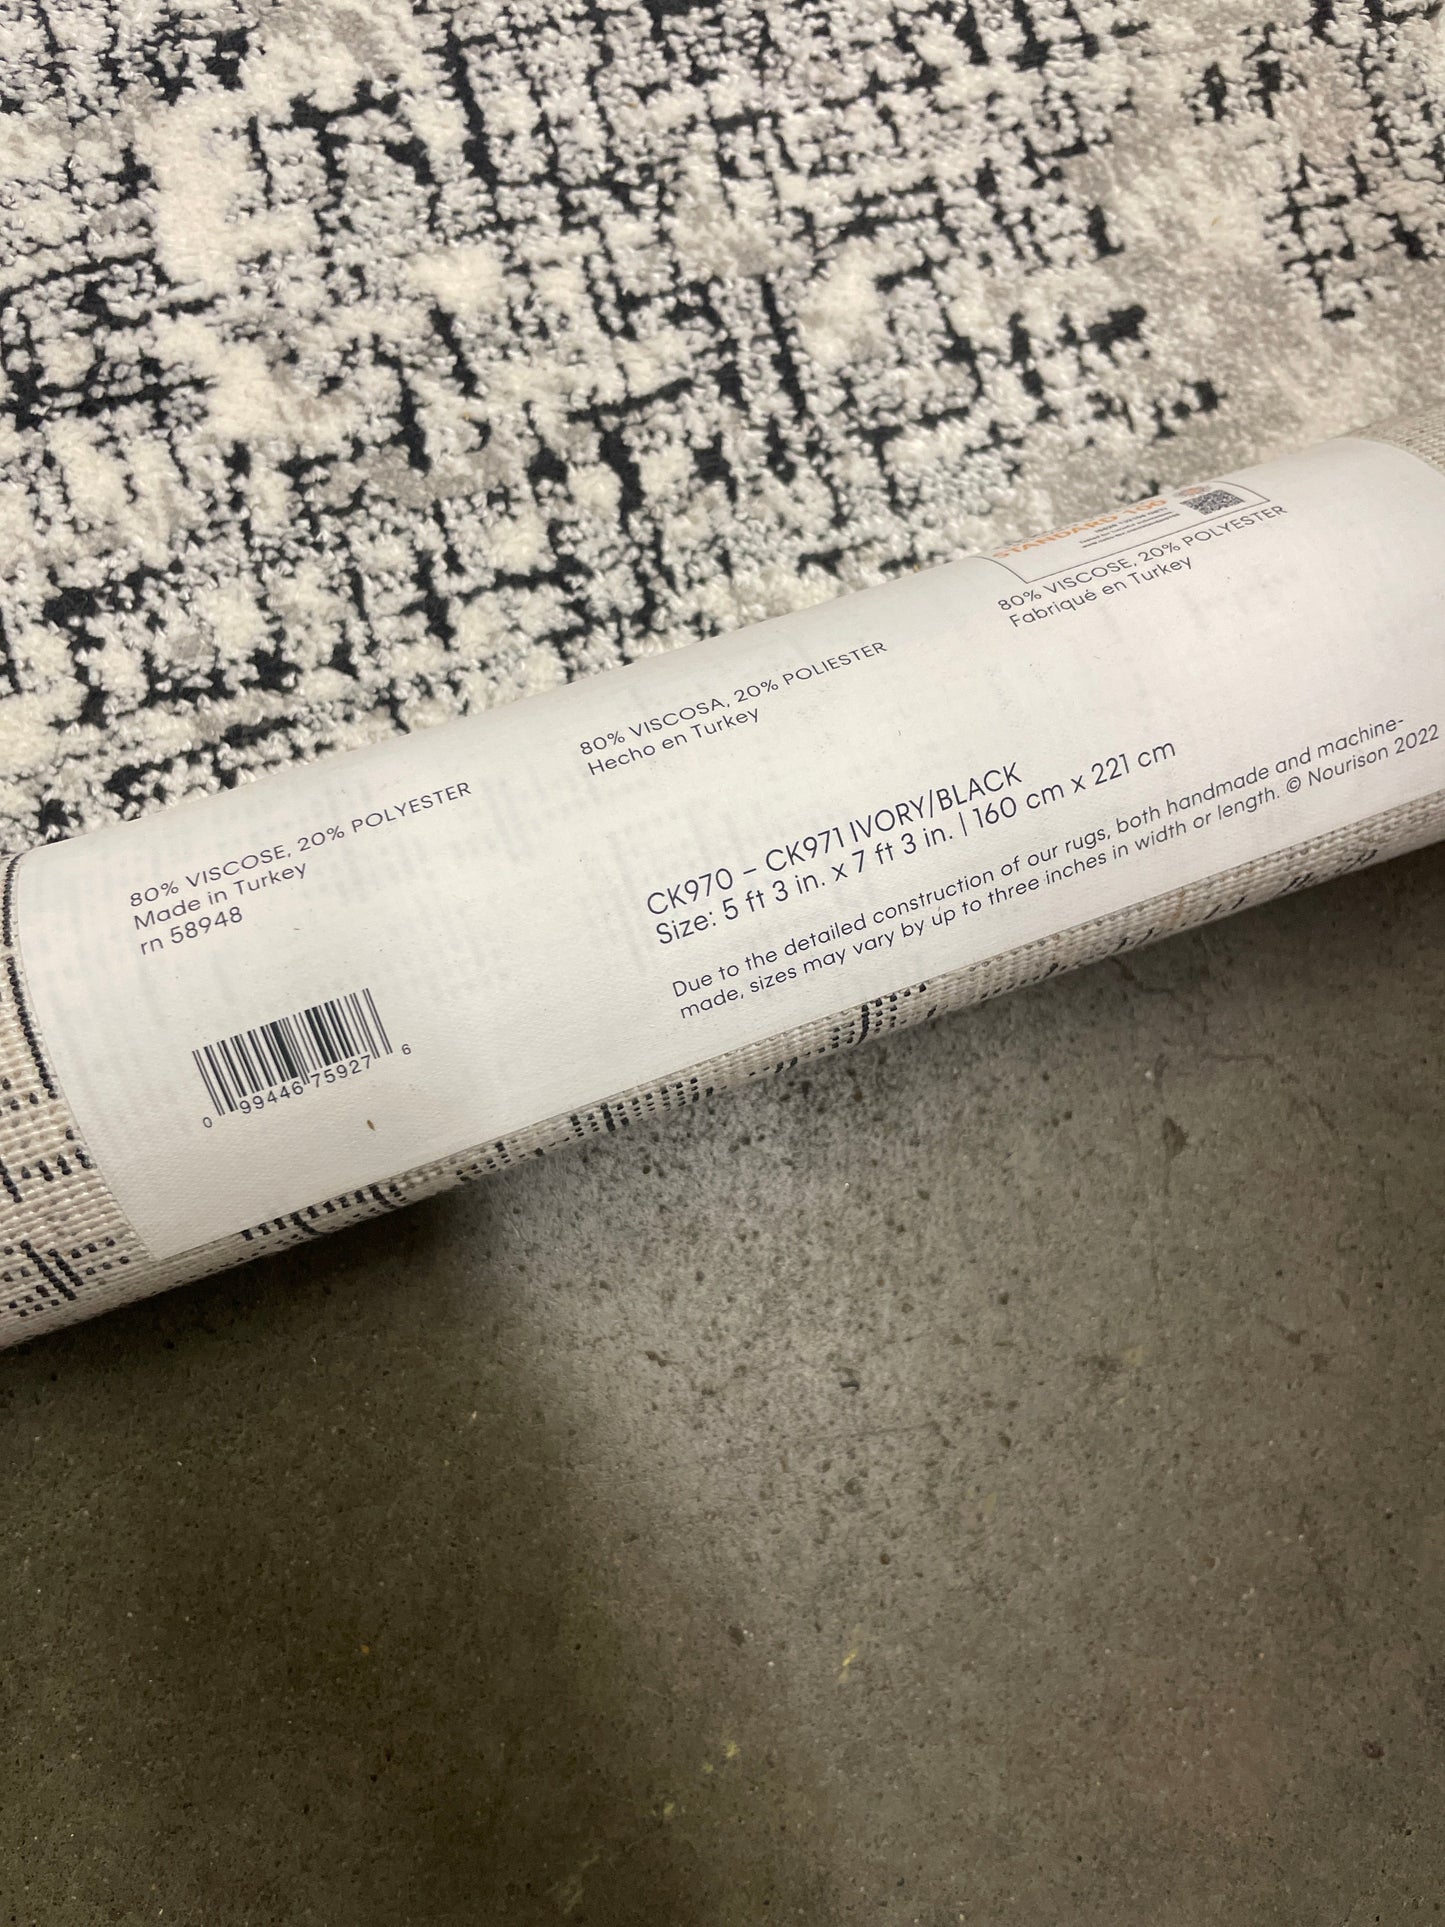 STANDARD 100
80% VISCOSE, 20% POLYESTER
Fabriqué en Turkey
80% VISCOSA, 20% POLIESTER
Hecho en Turkey
80% VISCOSE, 20% POLYESTER
Made in Turkey
rn 58948
CK970 – CK971 IVORY/BLACK
Size: 5 ft 3 in. x 7 ft 3 in. | 160 cm x 221 cm
Due to the detailed construction of our rugs, both handmade and machine-
made, sizes may vary by up to three inches in width or length. © Nourison 2022
0 99446 75927 6